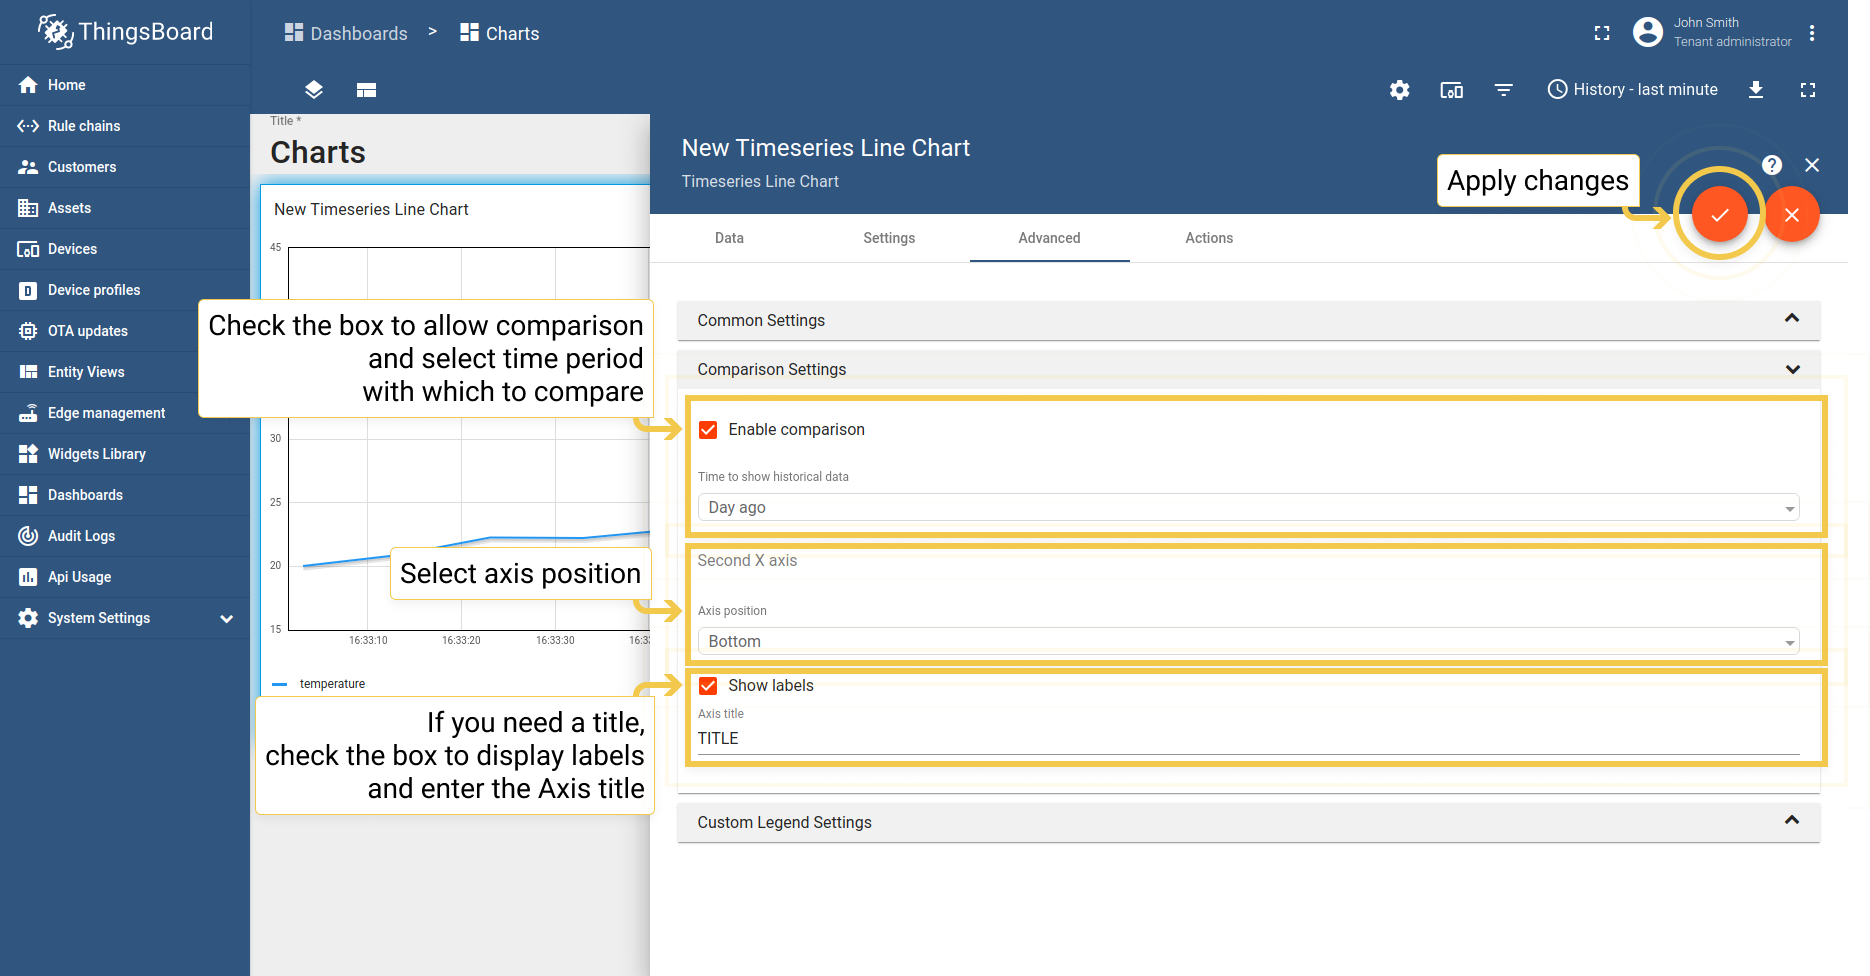 ThingsBoard
Home
Rule chains
Customers
Assets
Devices
Device profiles
OTA updates
Entity Views
Edge management
Widgets Library
Dashboards
Audit Logs
Api Usage
System Settings
Dashboards > Charts
John Smith
Tenant administrator
History - last minute
Title *
Charts
New Timeseries Line Chart
45
30
25
20
15
16:33:10 16:33:20 16:33:30 16:33:
temperature
Check the box to allow comparison
and select time period
with which to compare
Select axis position
If you need a title,
check the box to display labels
and enter the Axis title
New Timeseries Line Chart
Timeseries Line Chart
Apply changes
Data Settings Advanced Actions
Common Settings
Comparison Settings
Enable comparison
Time to show historical data
Day ago
Second X axis
Axis position
Bottom
Show labels
Axis title
TITLE
Custom Legend Settings